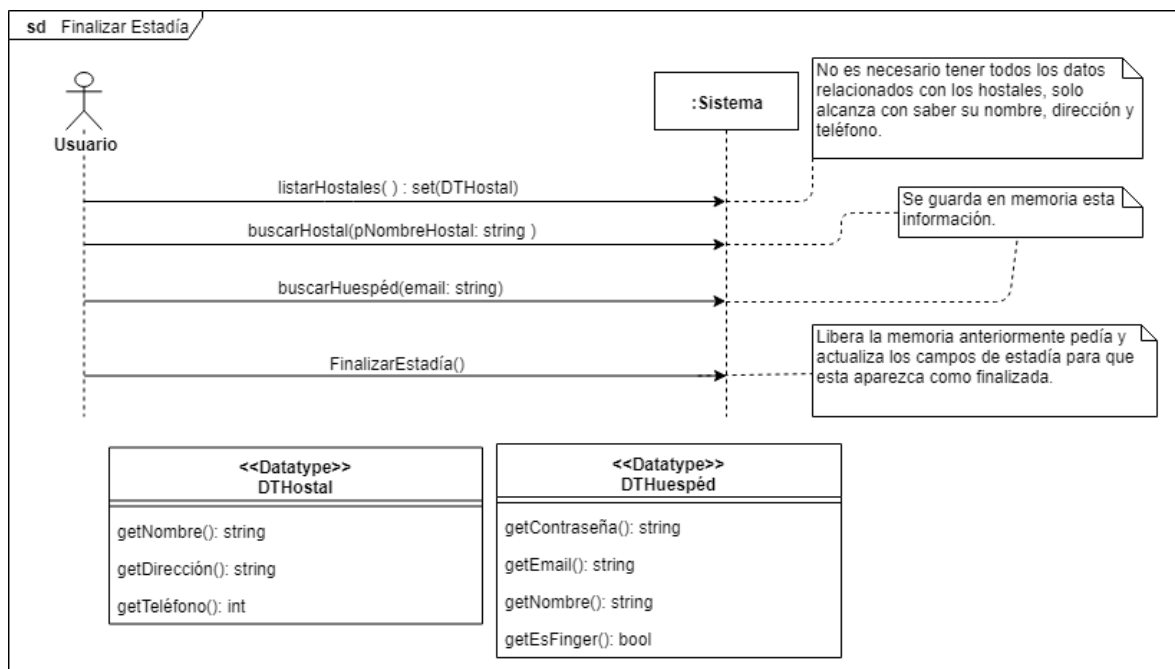 sd Finalizar Estadía
Usuario
:Sistema
No es necesario tener todos los datos
relacionados con los hostales, solo
alcanza con saber su nombre, dirección y
teléfono.
listarHostales( ) : set(DTHostal)
Se guarda en memoria esta
información.
buscarHostal(pNombreHostal: string )
buscarHuespéd(email: string)
Libera la memoria anteriormente pedía y
actualiza los campos de estadía para que
esta aparezca como finalizada.
FinalizarEstadía()
<<Datatype>>
DTHostal
getNombre(): string
getDirección(): string
getTeléfono(): int
<<Datatype>>
DTHuespéd
getContraseña(): string
getEmail(): string
getNombre(): string
getEsFinger(): bool